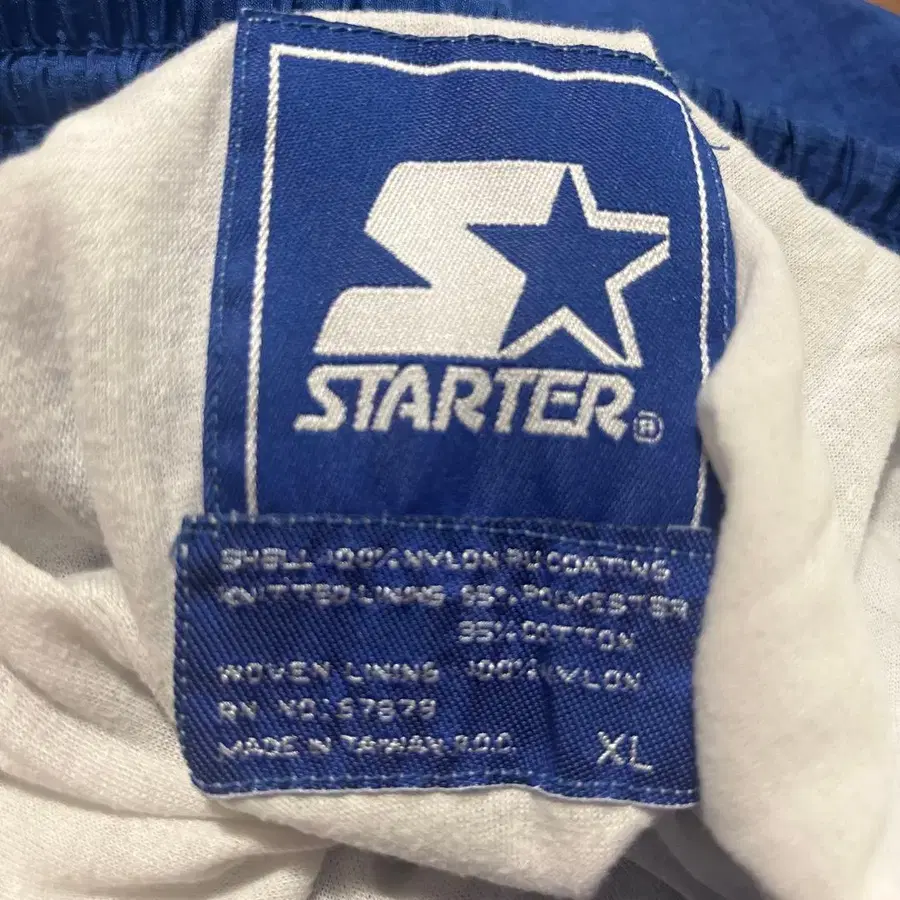 STARTER®
SHELL 100% NYLON PU COATING
KNITTED LINING 65% POLYESTER
35% COTTON
WOVEN LINING 100% NYLON
RN NO: 57879
MADE IN TAIWAN, R.O.C.
XL